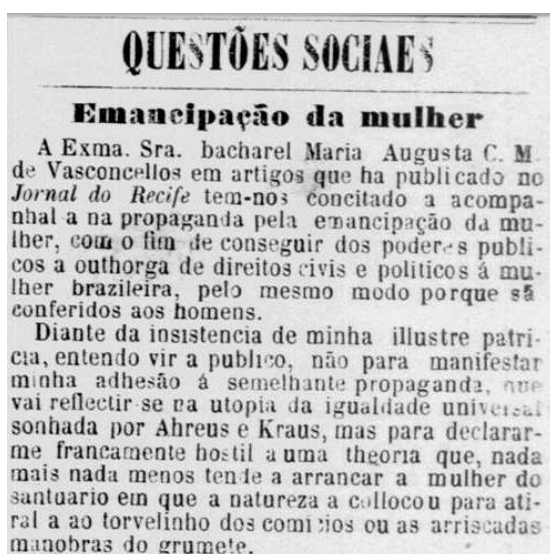 QUESTÕES SOCIAES
Emancipação da mulher
A Exma. Sra. bacharel Maria Augusta C. M
de Vasconcellos em artigos que ha publicado no
Jornal do Recife tem-nos concitado a acompa-
nhal a na propaganda pela emancipação da mu-
lher, com o fim de conseguir dos poderes publi-
cos a outhorga de direitos civis e politicos á mu-
lher brazileira, pelo mesmo modo porque sã
conferidos aos homens.
Diante da insistencia de minha illustre patri-
cia, entendo vir a publico, não para manifestar
minha adhesão á semelhante propaganda, que
vai reflectir-se na utopia da igualdade universal
sonhada por Ahreus e Kraus, mas para declarar-
me francamente hostil a uma theoria que, nada
mais nada menos tende a arrancar a mulher do
santuario em que a natureza a collocou para ati-
ral a ao torvelinho dos comicios ou as arriscadas
manobras do grumete.